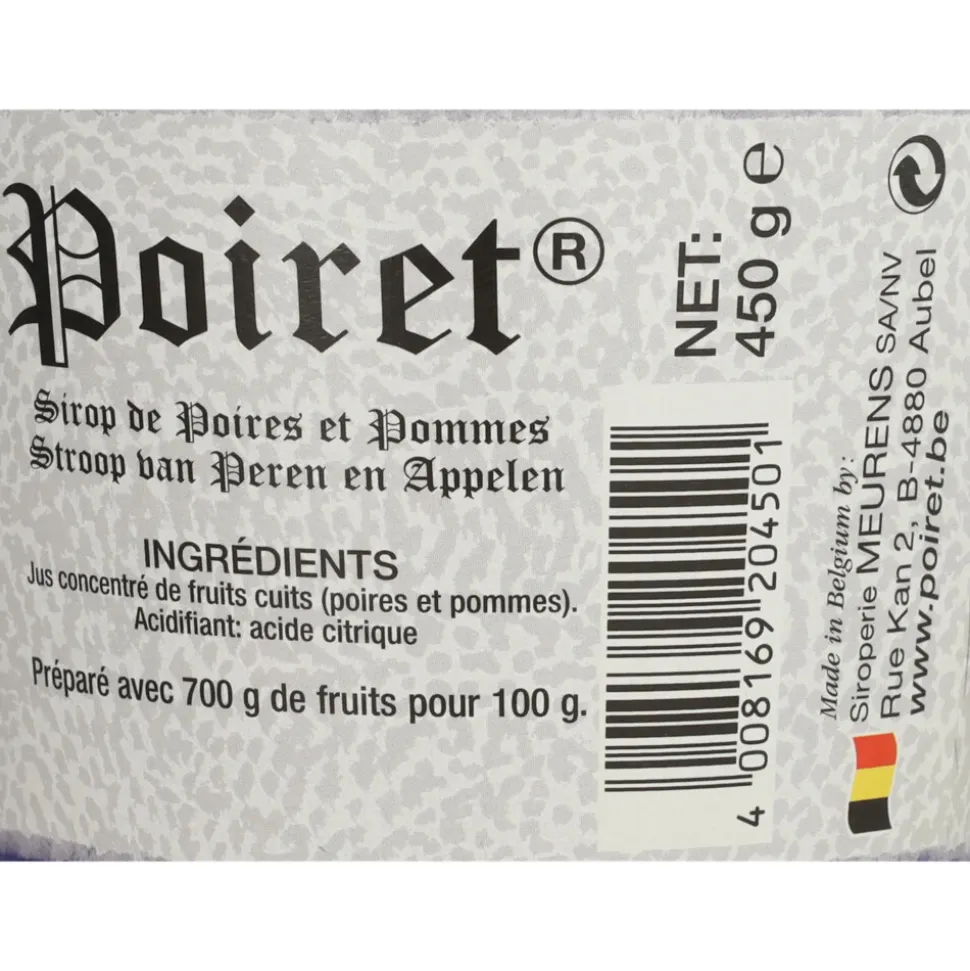 Poiret®
Sirop de Poires et Pommes
Stroop van Peren en Appelen
INGRÉDIENTS
Jus concentré de fruits cuits (poires et pommes).
Acidifiant: acide citrique
Préparé avec 700 g de fruits pour 100 g.
NET:
450 g e
4 008169 204501
Made in Belgium by:
Siroperie MEURENS SA/NV
Rue Kan 2, B-4880 Aubel
www.poiret.be